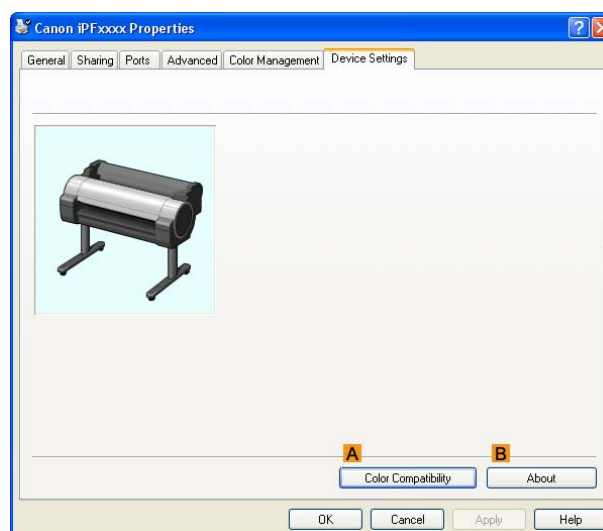 Canon iPFxxxx Properties
General Sharing Ports Advanced Color Management Device Settings
A B
Color Compatibility About
OK Cancel Apply Help